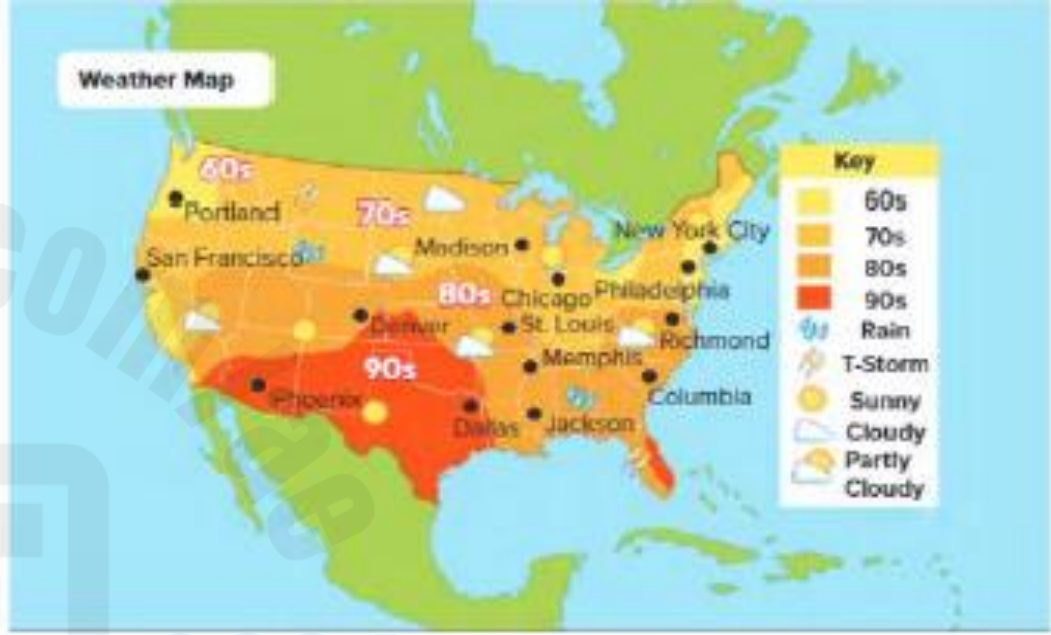 Weather Map
60s
Portland
70s
San Francisco
Madison
New York City
80s
Chicago
Philadelphia
Denver
St. Louis
Richmond
90s
Memphis
Phoenix
Columbia
Dallas
Jackson
Key
60s
70s
80s
90s
Rain
T-Storm
Sunny
Cloudy
Partly
Cloudy